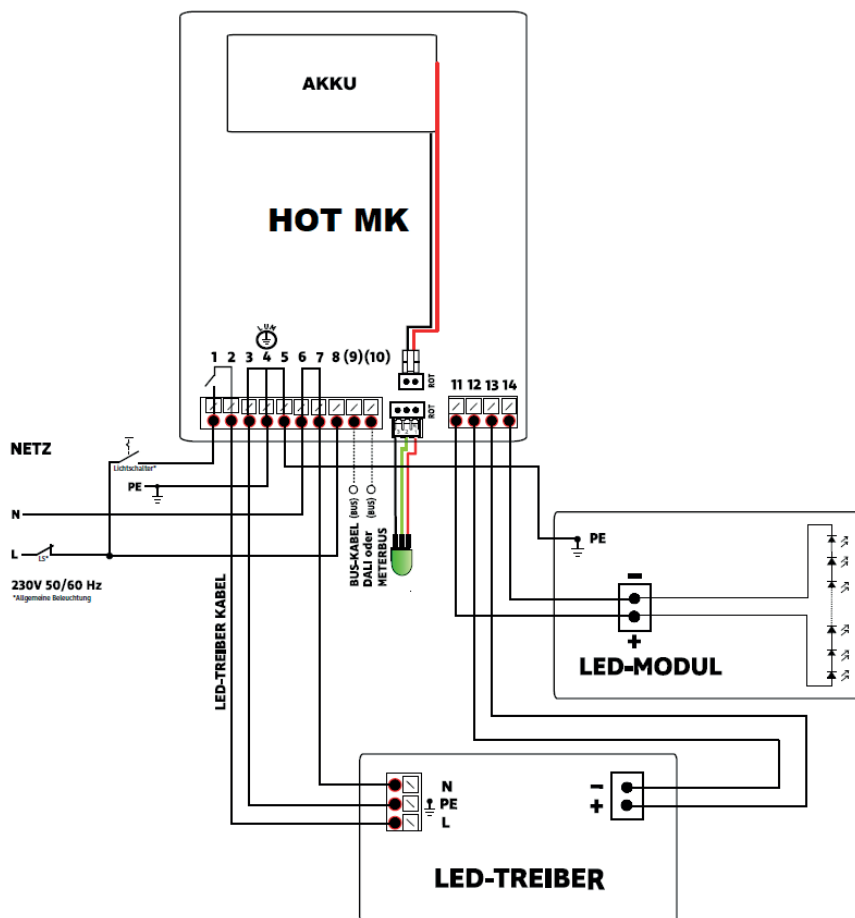 AKKU
HOT MK
LUM
1 2 3 4 5 6 7 8 (9) (10)
ROT
11 12 13 14
ROT
NETZ
Lichtschalter*
PE
N
L
LS*
230V 50/60 Hz
*Allgemeine Beleuchtung
LED-TREIBER KABEL
BUS-KABEL (BUS)
DALI oder (BUS)
METERBUS
PE
-
+
LED-MODUL
N
PE
L
-
+
LED-TREIBER